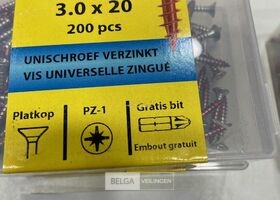 3.0 x 20
200 pcs
UNISCHROEF VERZINKT
VIS UNIVERSELLE ZINGUÉ
Platkop PZ-1 Gratis bit
Embout gratuit
BELGA VEILINGEN